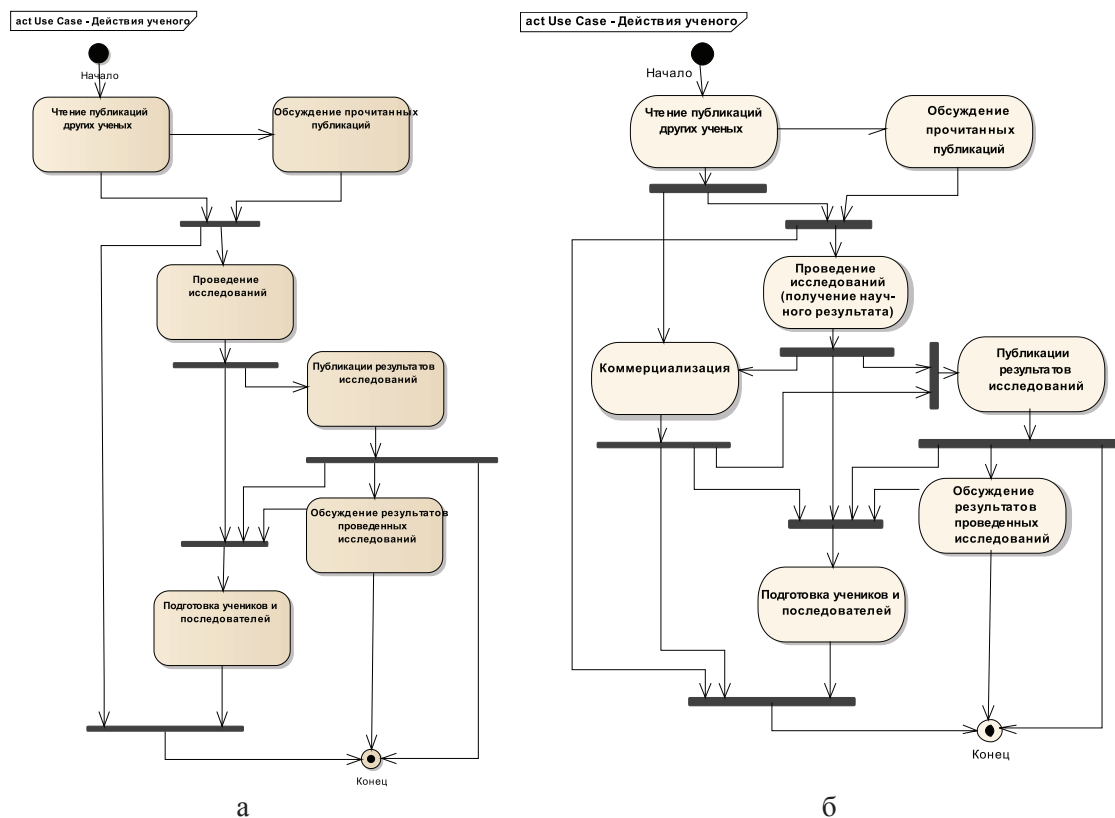 act Use Case - Действия ученого
Начало
Чтение публикаций
других ученых
Обсуждение прочитанных
публикаций
Проведение
исследований
Публикации результатов
исследований
Обсуждение результатов
проведенных
исследований
Подготовка учеников и
последователей
Конец
а
act Use Case - Действия ученого
Начало
Чтение публикаций
других ученых
Обсуждение
прочитанных
публикаций
Проведение
исследований
(получение науч-
ного результата)
Коммерциализация
Публикации
результатов
исследований
Обсуждение
результатов
проведенных
исследований
Подготовка учеников и
последователей
Конец
б